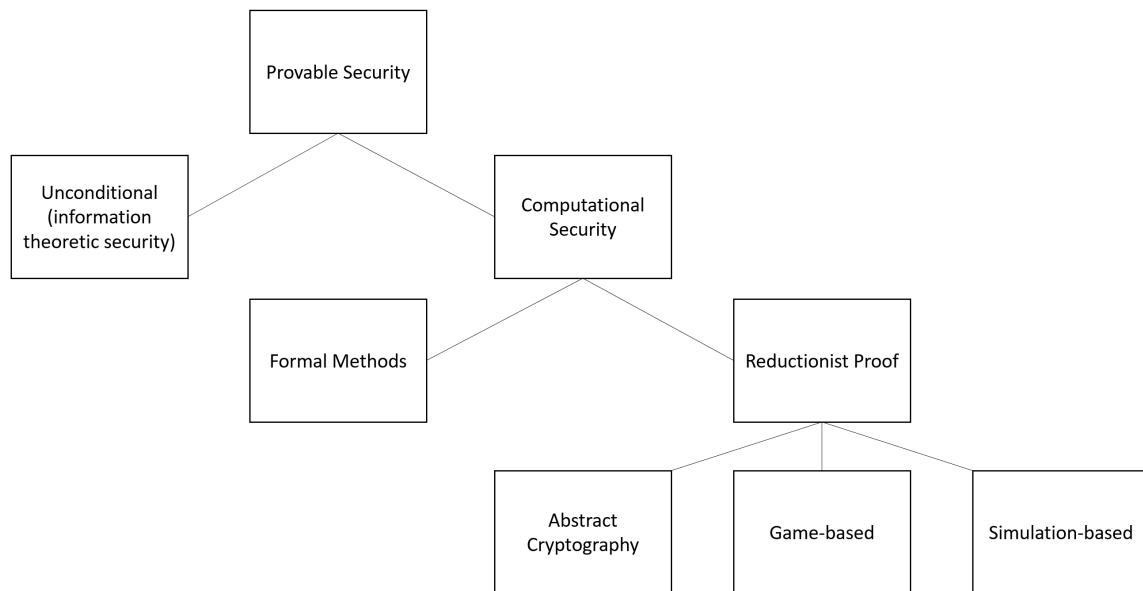 Provable Security
Unconditional
(information
theoretic security)
Computational
Security
Formal Methods
Reductionist Proof
Abstract
Cryptography
Game-based
Simulation-based